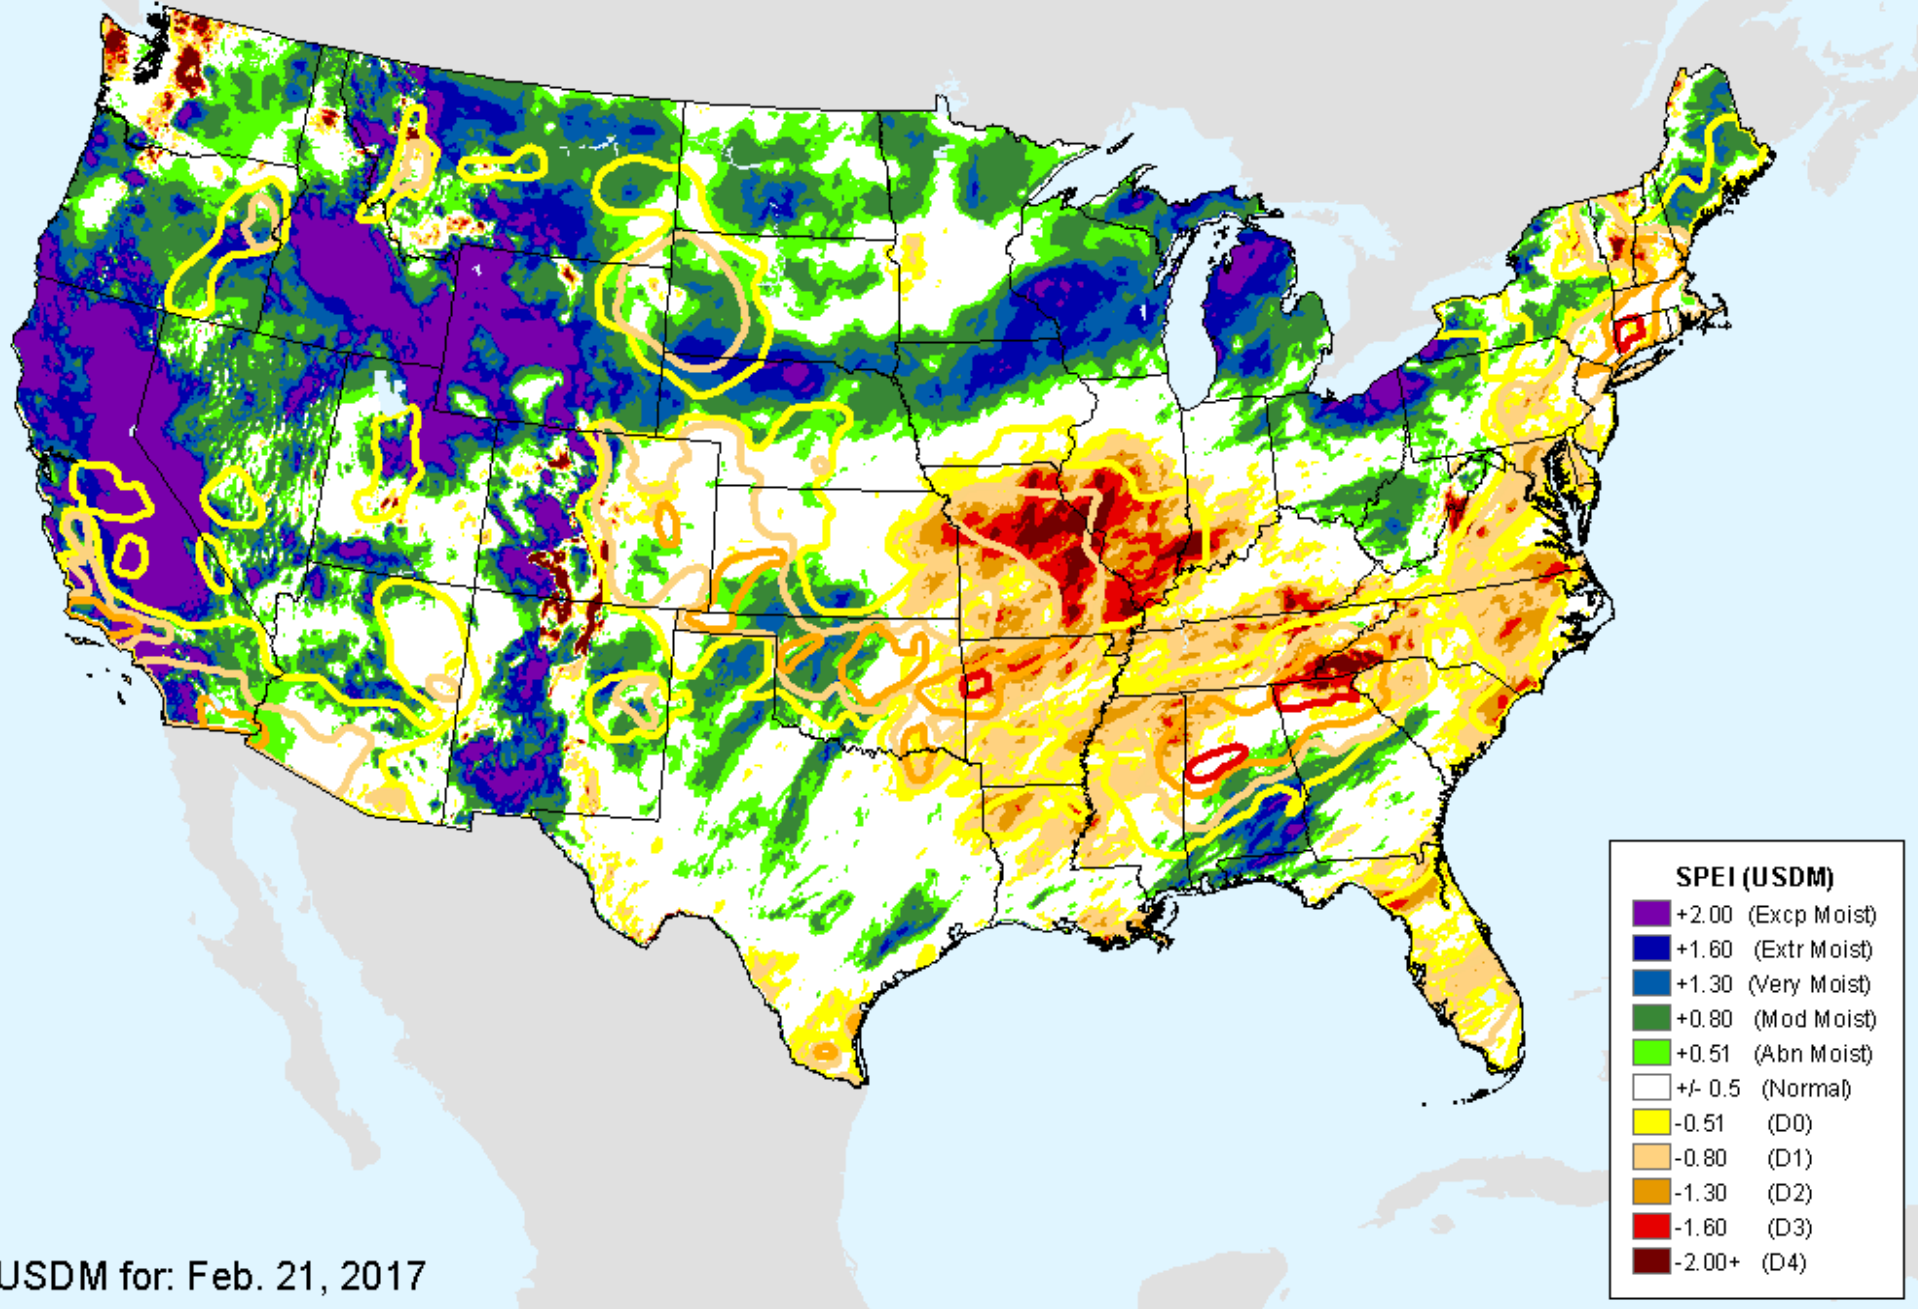 SPEI (USDM)
+2.00 (Excp Moist)
+1.60 (Extr Moist)
+1.30 (Very Moist)
+0.80 (Mod Moist)
+0.51 (Abn Moist)
+/- 0.5 (Normal)
-0.51 (D0)
-0.80 (D1)
-1.30 (D2)
-1.60 (D3)
-2.00+ (D4)
USDM for: Feb. 21, 2017